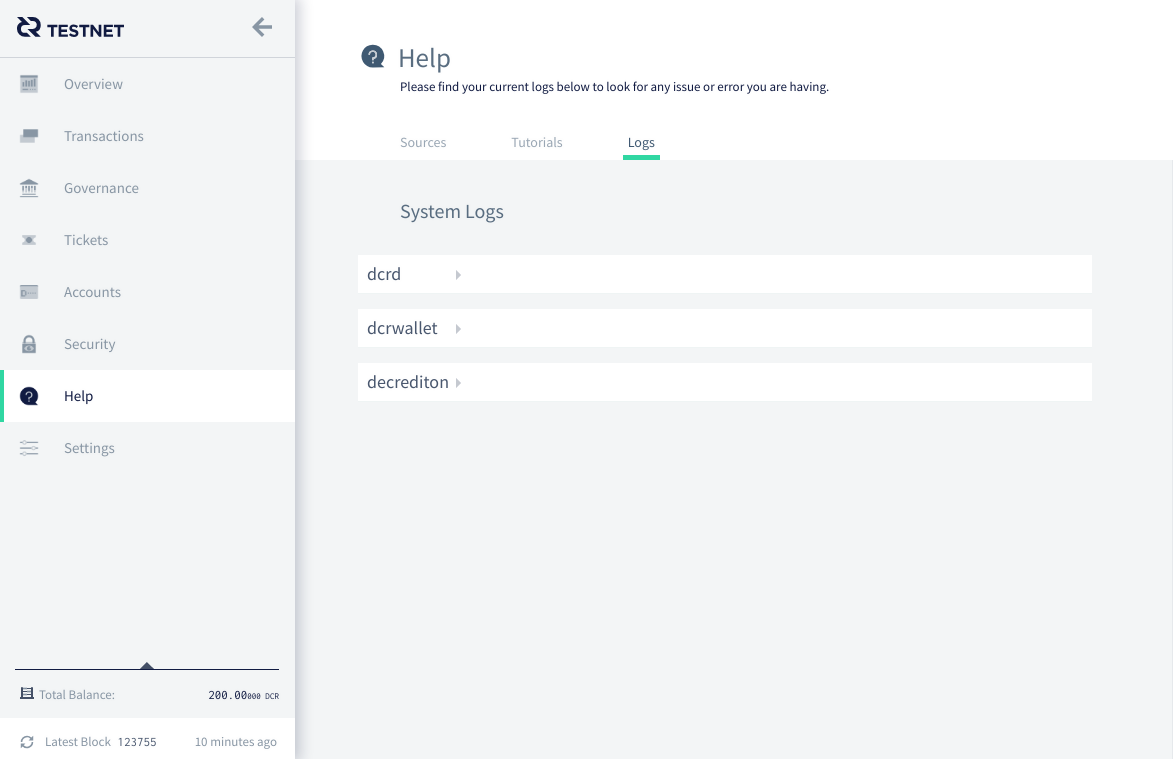 TESTNET
Overview
Transactions
Governance
Tickets
Accounts
Security
Help
Settings
Total Balance: 200.00000 DCR
Latest Block 123755 10 minutes ago
Help
Please find your current logs below to look for any issue or error you are having.
Sources Tutorials Logs
System Logs
dcrd
dcrwallet
decrediton